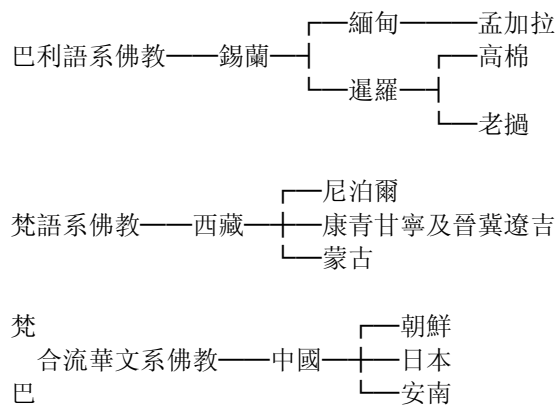 緬甸———孟加拉
巴利語系佛教——錫蘭 高棉
暹羅
老撾
尼泊爾
梵語系佛教——西藏 康青甘寧及晉冀遼吉
蒙古
梵 朝鮮
合流華文系佛教——中國 日本
巴 安南